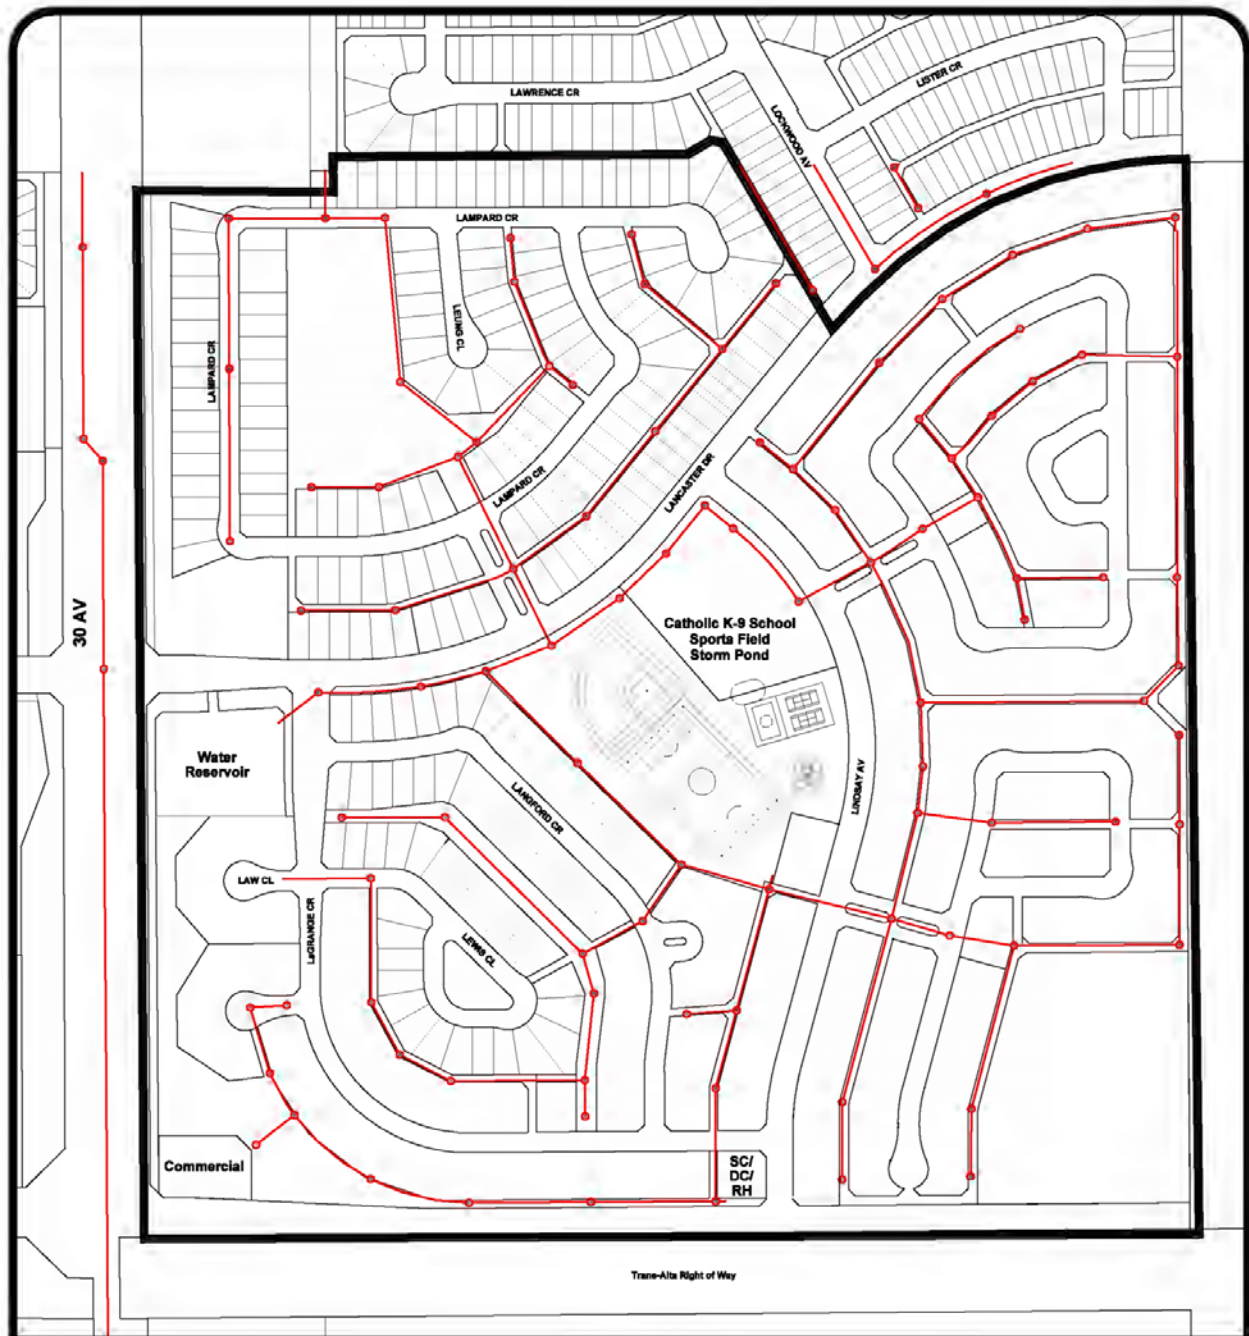 LAWRENCE CR
LISTER CR
LOCKWOOD AV
LAMPARD CR
LEUNG CL
LAMPARD CR
LAMPARD CR
LANCASTER DR
30 AV
Catholic K-9 School
Sports Field
Storm Pond
Water
Reservoir
LANGFORD CR
LINDSAY AV
LAW CL
LeGRANGE CR
LEWIS CL
Commercial
SC/
DC/
RH
Trans-Alta Right of Way